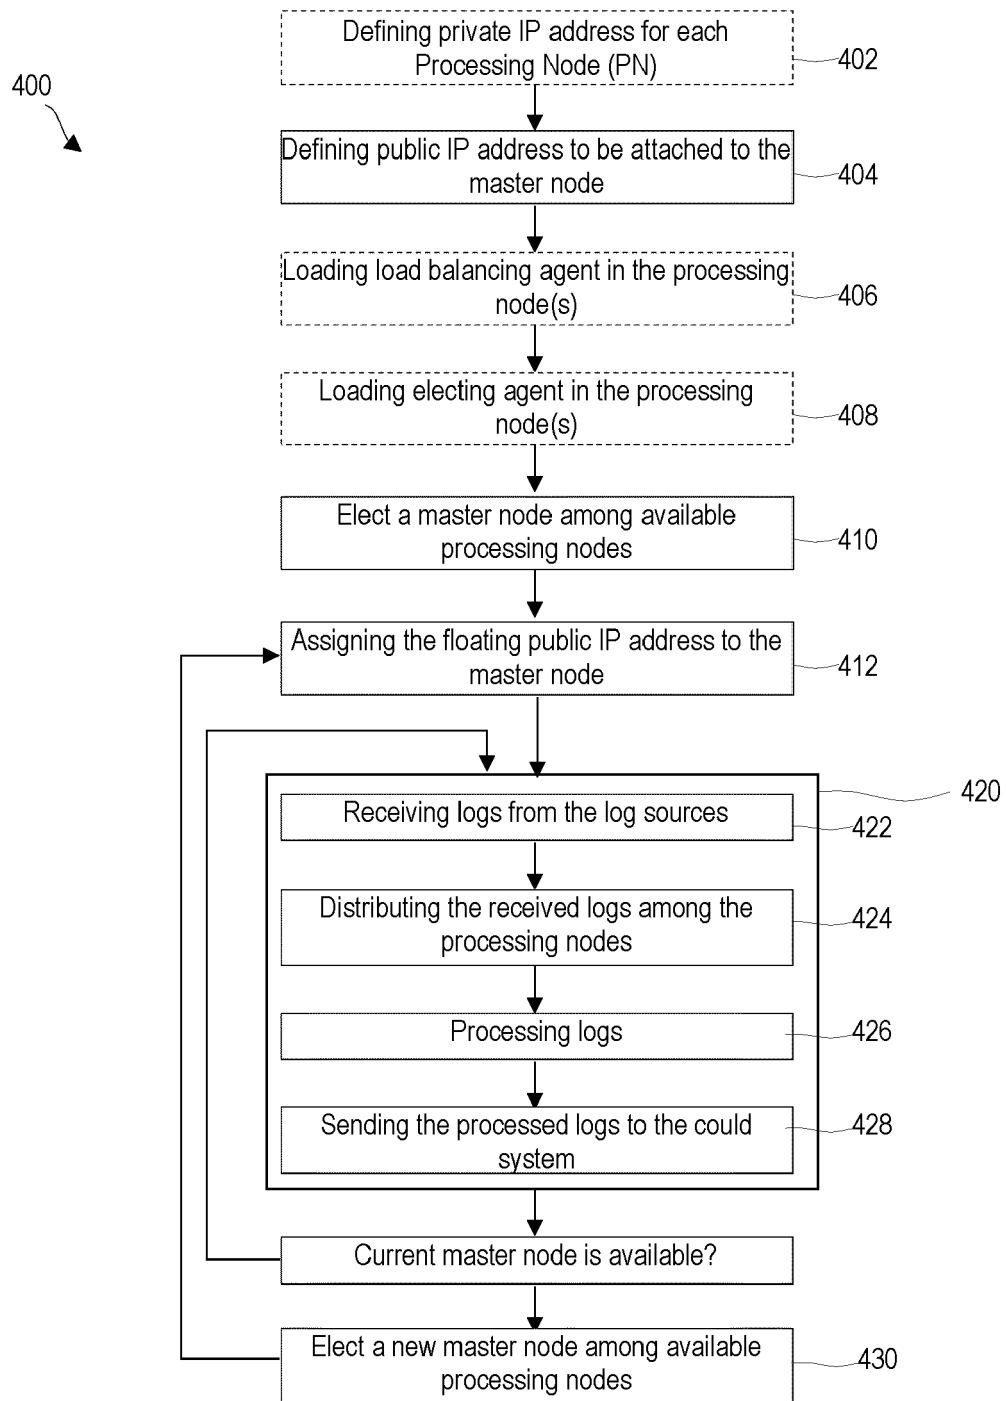 Defining private IP address for each
Processing Node (PN)
402
400
Defining public IP address to be attached to the
master node
404
Loading load balancing agent in the processing
node(s)
406
Loading electing agent in the processing
node(s)
408
Elect a master node among available
processing nodes
410
Assigning the floating public IP address to the
master node
412
420
Receiving logs from the log sources
422
Distributing the received logs among the
processing nodes
424
Processing logs
426
Sending the processed logs to the could
system
428
Current master node is available?
Elect a new master node among available
processing nodes
430